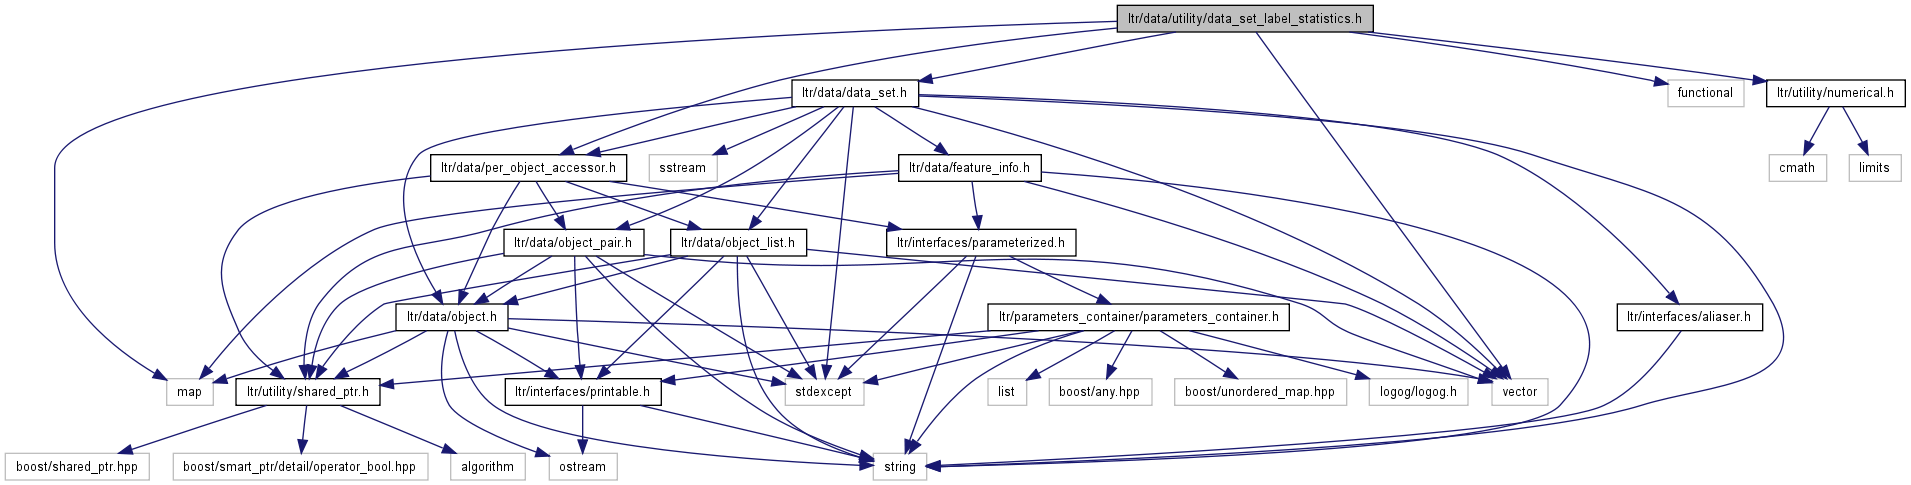 ltr/data/utility/data_set_label_statistics.h
ltr/data/data_set.h
functional
ltr/utility/numerical.h
ltr/data/per_object_accessor.h
sstream
ltr/data/feature_info.h
cmath
limits
ltr/data/object_pair.h
ltr/data/object_list.h
ltr/interfaces/parameterized.h
ltr/data/object.h
ltr/parameters_container/parameters_container.h
ltr/interfaces/aliaser.h
map
ltr/utility/shared_ptr.h
ltr/interfaces/printable.h
stdexcept
list
boost/any.hpp
boost/unordered_map.hpp
logog/logog.h
vector
boost/shared_ptr.hpp
boost/smart_ptr/detail/operator_bool.hpp
algorithm
ostream
string